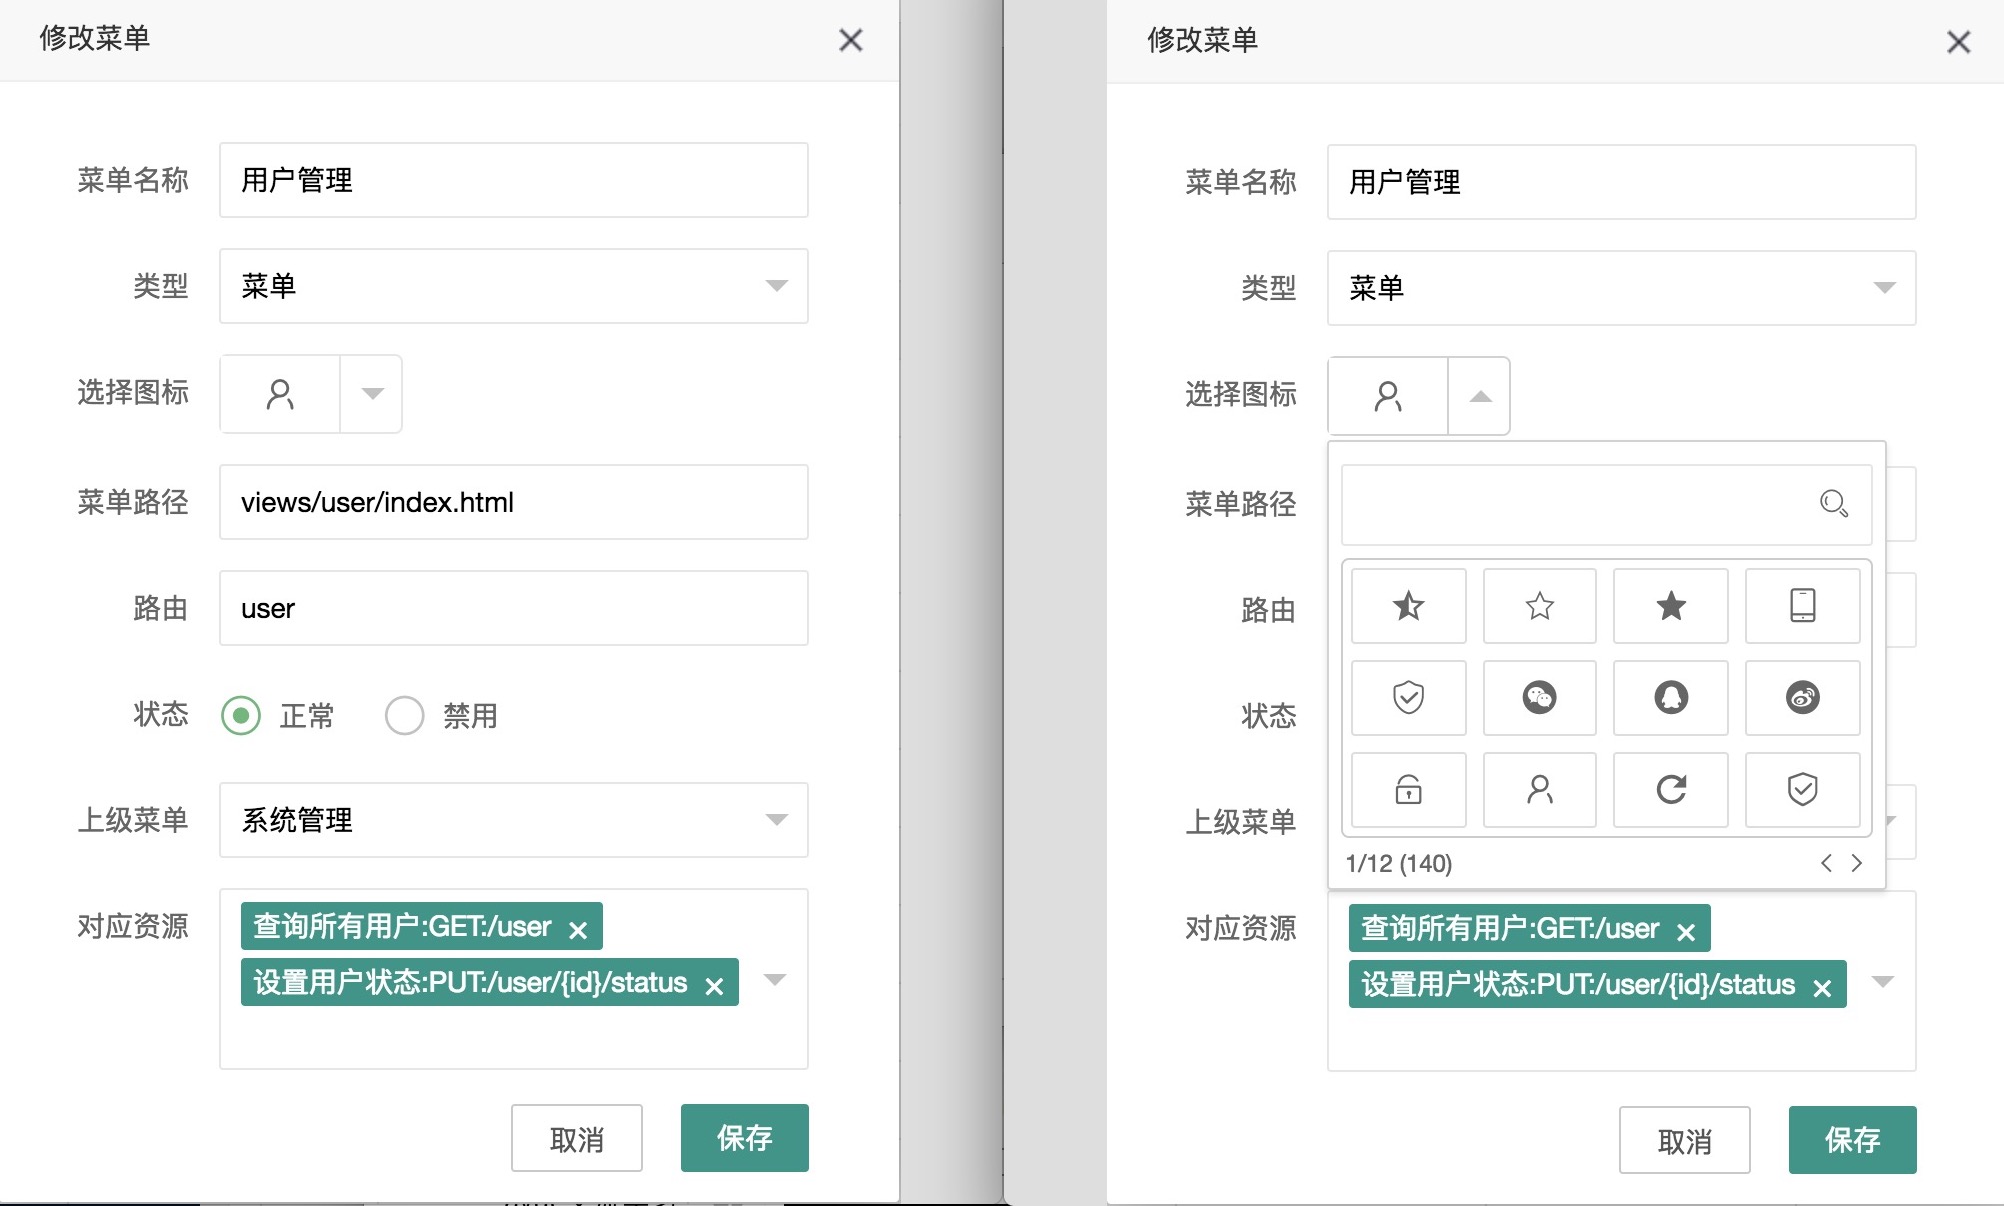 修改菜单
菜单名称
用户管理
类型
菜单
选择图标
菜单路径
views/user/index.html
路由
user
状态
正常
禁用
上级菜单
系统管理
对应资源
查询所有用户:GET:/user
设置用户状态:PUT:/user/{id}/status
取消
保存
修改菜单
菜单名称
用户管理
类型
菜单
选择图标
菜单路径
路由
状态
上级菜单
1/12 (140)
对应资源
查询所有用户:GET:/user
设置用户状态:PUT:/user/{id}/status
取消
保存